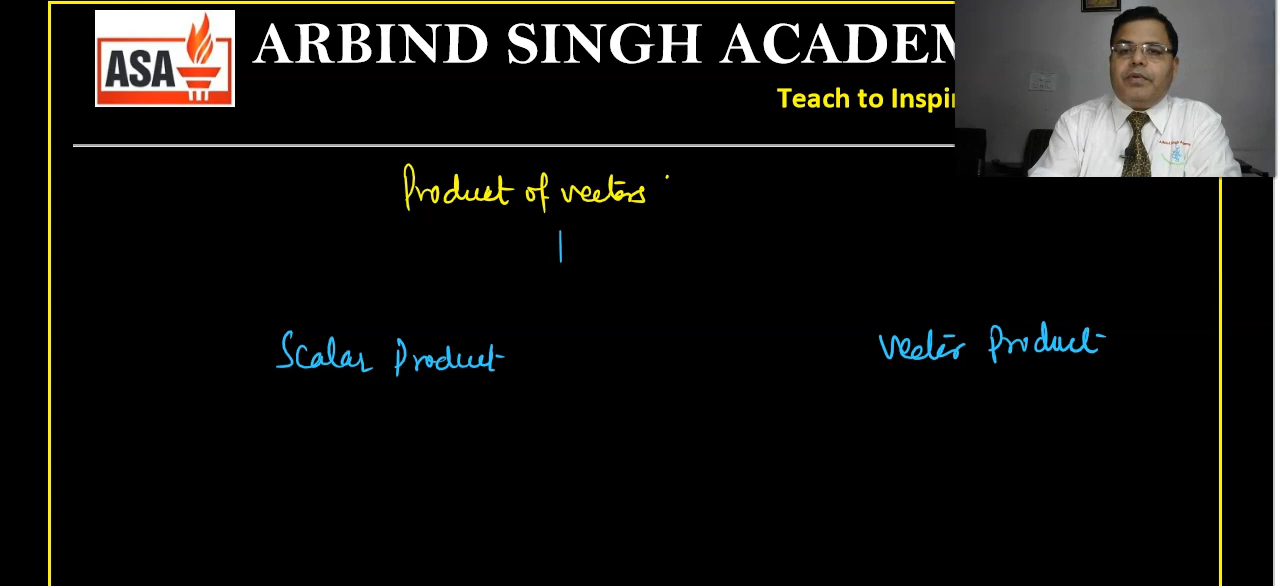 ASA
ARBIND SINGH ACADEM
Teach to Inspi
Product of vectors
Scalar Product
Vector Product